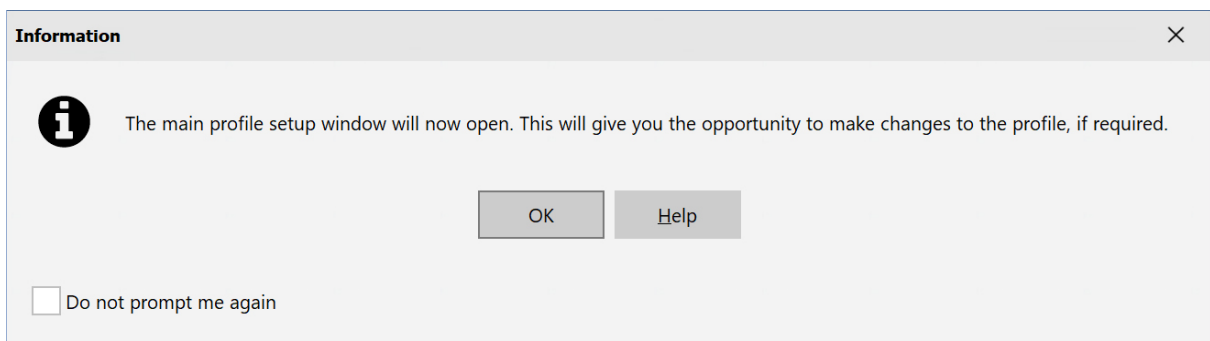 Information
The main profile setup window will now open. This will give you the opportunity to make changes to the profile, if required.
OK Help
Do not prompt me again